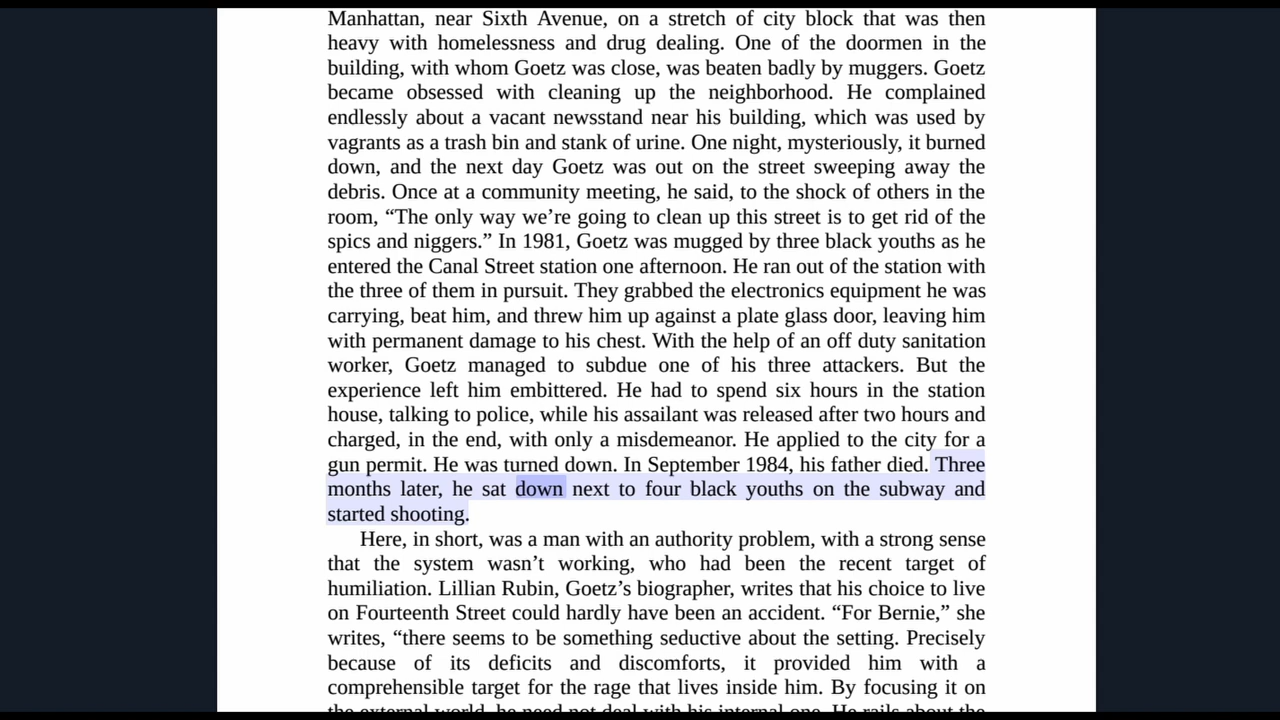 Manhattan, near Sixth Avenue, on a stretch of city block that was then
heavy with homelessness and drug dealing. One of the doormen in the
building, with whom Goetz was close, was beaten badly by muggers. Goetz
became obsessed with cleaning up the neighborhood. He complained
endlessly about a vacant newsstand near his building, which was used by
vagrants as a trash bin and stank of urine. One night, mysteriously, it burned
down, and the next day Goetz was out on the street sweeping away the
debris. Once at a community meeting, he said, to the shock of others in the
room, “The only way we’re going to clean up this street is to get rid of the
spics and niggers.” In 1981, Goetz was mugged by three black youths as he
entered the Canal Street station one afternoon. He ran out of the station with
the three of them in pursuit. They grabbed the electronics equipment he was
carrying, beat him, and threw him up against a plate glass door, leaving him
with permanent damage to his chest. With the help of an off duty sanitation
worker, Goetz managed to subdue one of his three attackers. But the
experience left him embittered. He had to spend six hours in the station
house, talking to police, while his assailant was released after two hours and
charged, in the end, with only a misdemeanor. He applied to the city for a
gun permit. He was turned down. In September 1984, his father died. Three
months later, he sat down next to four black youths on the subway and
started shooting.
Here, in short, was a man with an authority problem, with a strong sense
that the system wasn’t working, who had been the recent target of
humiliation. Lillian Rubin, Goetz’s biographer, writes that his choice to live
on Fourteenth Street could hardly have been an accident. “For Bernie,” she
writes, “there seems to be something seductive about the setting. Precisely
because of its deficits and discomforts, it provided him with a
comprehensible target for the rage that lives inside him. By focusing it on
the external world, he need not deal with his internal one. He rails about the